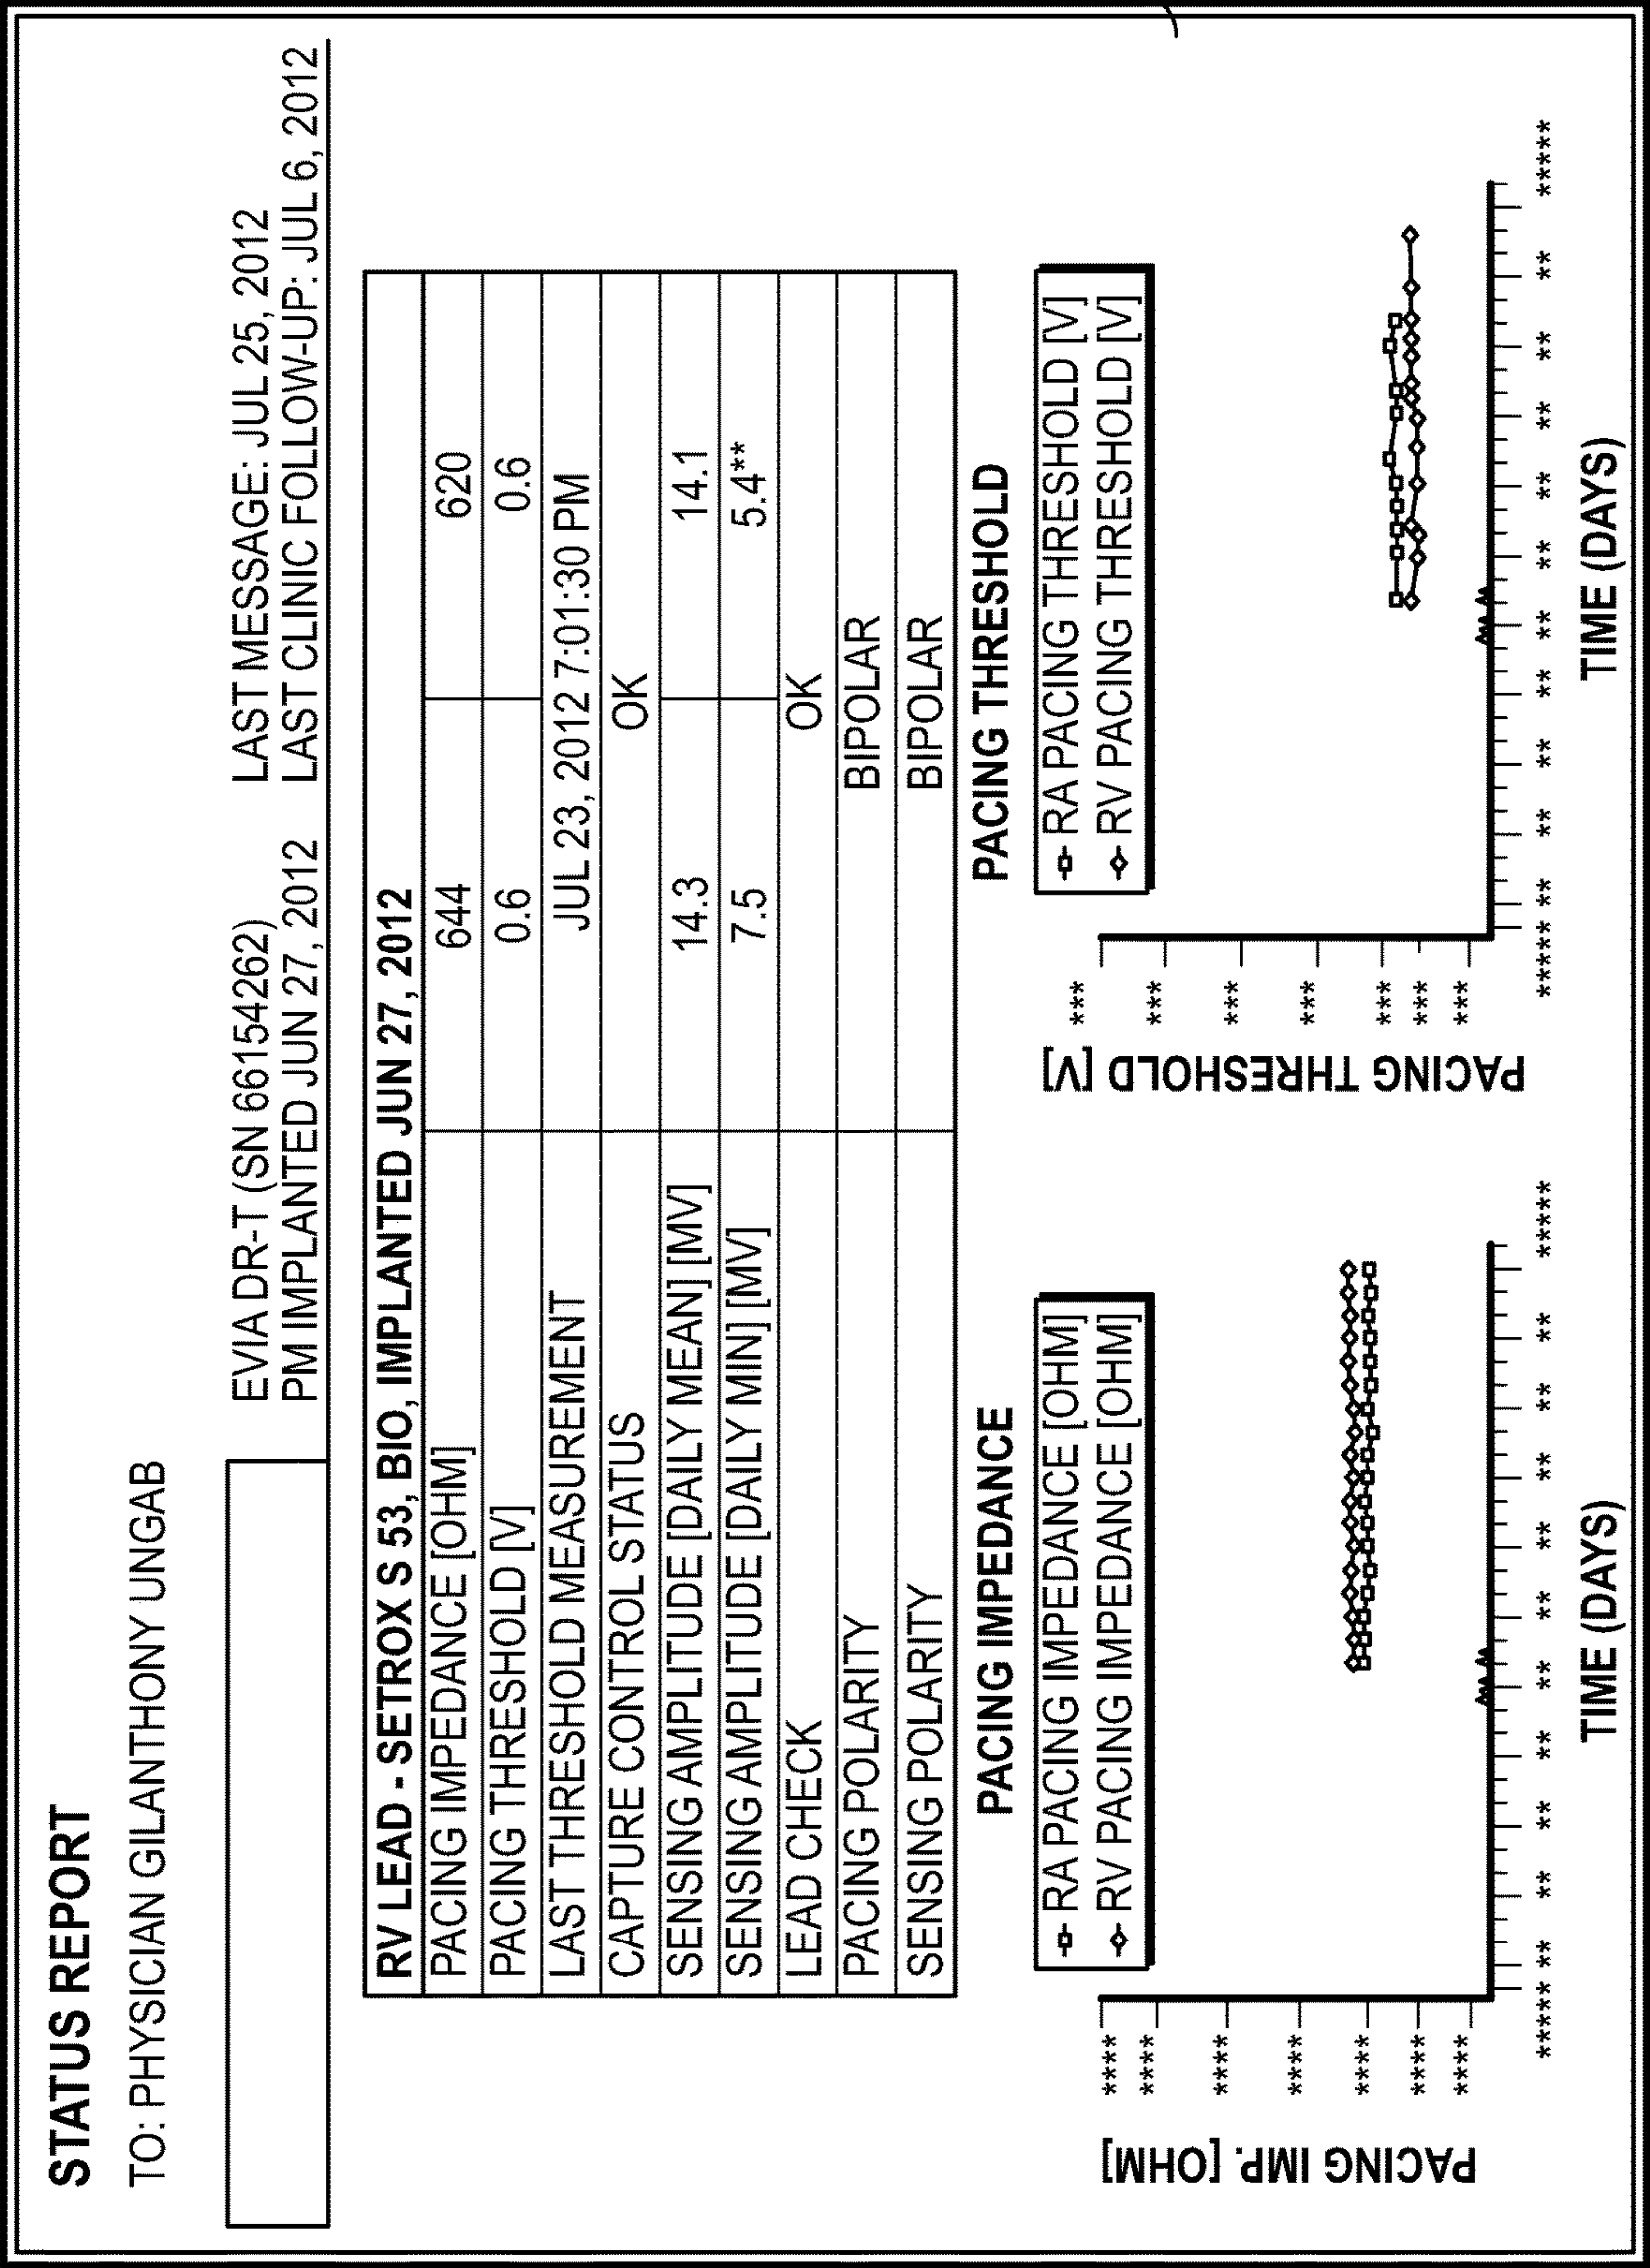 STATUS REPORT
TO: PHYSICIAN GILANTHONY UNGAB
EVIA DR-T (SN 66154262) LAST MESSAGE: JUL 25, 2012
PM IMPLANTED JUN 27, 2012 LAST CLINIC FOLLOW-UP: JUL 6, 2012
RV LEAD - SETROX S 53, BIO, IMPLANTED JUN 27, 2012
PACING IMPEDANCE [OHM] 644 620
PACING THRESHOLD [V] 0.6 0.6
LAST THRESHOLD MEASUREMENT JUL 23, 2012 7:01:30 PM
CAPTURE CONTROL STATUS OK
SENSING AMPLITUDE [DAILY MEAN] [MV] 14.3 14.1
SENSING AMPLITUDE [DAILY MIN] [MV] 7.5 5.4**
LEAD CHECK OK
PACING POLARITY BIPOLAR
SENSING POLARITY BIPOLAR
PACING IMPEDANCE
RA PACING IMPEDANCE [OHM]
RV PACING IMPEDANCE [OHM]
PACING IMP. [OHM]
****
****
****
****
****
****
****
****** ** ** ** ** ** ** ** ** ** ** *****
TIME (DAYS)
PACING THRESHOLD
RA PACING THRESHOLD [V]
RV PACING THRESHOLD [V]
PACING THRESHOLD [V]
***
***
***
***
***
***
***
****** ** ** ** ** ** ** ** ** ** ** *****
TIME (DAYS)